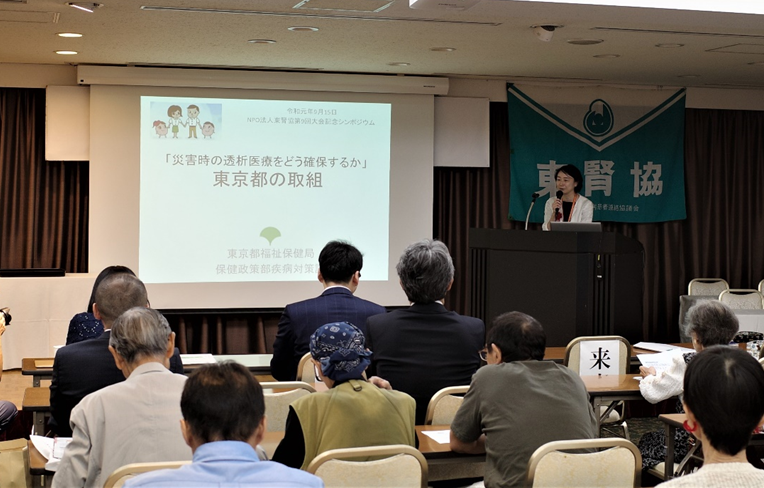 令和元年9月15日
NPO法人東腎協第9回大会記念シンポジウム
「災害時の透析医療をどう確保するか」
東京都の取組
東京都福祉保健局
保健政策部疾病対策
東腎協
来